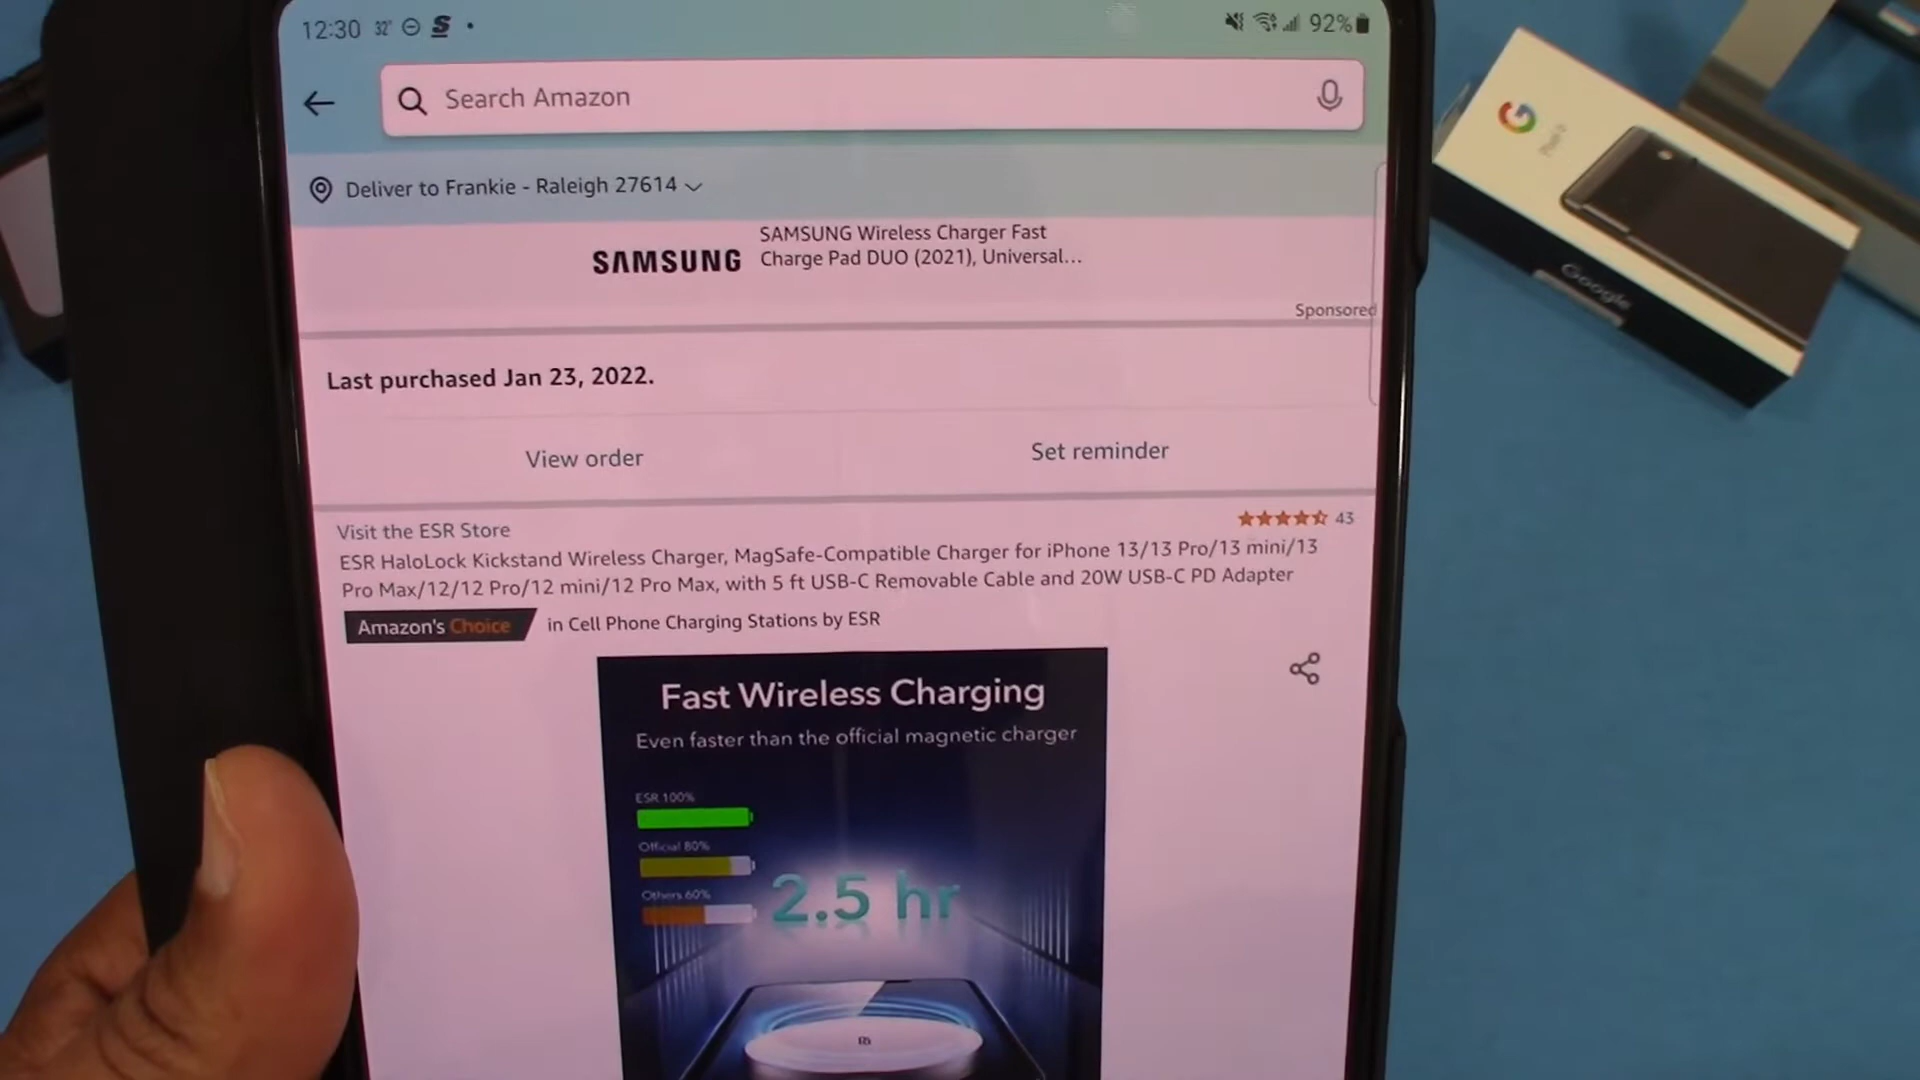 12:30 32° S 92%
Search Amazon
Deliver to Frankie - Raleigh 27614
SAMSUNG
SAMSUNG Wireless Charger Fast
Charge Pad DUO (2021), Universal...
Sponsored
Last purchased Jan 23, 2022.
View order
Set reminder
Visit the ESR Store
43
ESR HaloLock Kickstand Wireless Charger, MagSafe-Compatible Charger for iPhone 13/13 Pro/13 mini/13
Pro Max/12/12 Pro/12 mini/12 Pro Max, with 5 ft USB-C Removable Cable and 20W USB-C PD Adapter
Amazon's Choice in Cell Phone Charging Stations by ESR
Fast Wireless Charging
Even faster than the official magnetic charger
ESR 100%
Official 80%
Others 60%
2.5 hr
G
Google